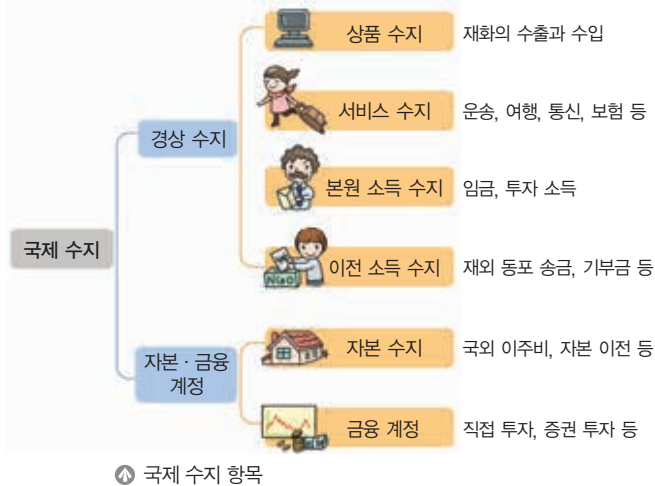 상품 수지 재화의 수출과 수입
서비스 수지 운송, 여행, 통신, 보험 등
경상 수지
본원 소득 수지 임금, 투자 소득
국제 수지
이전 소득 수지 재외 동포 송금, 기부금 등
자본·금융
계정
자본 수지 국외 이주비, 자본 이전 등
금융 계정 직접 투자, 증권 투자 등
국제 수지 항목